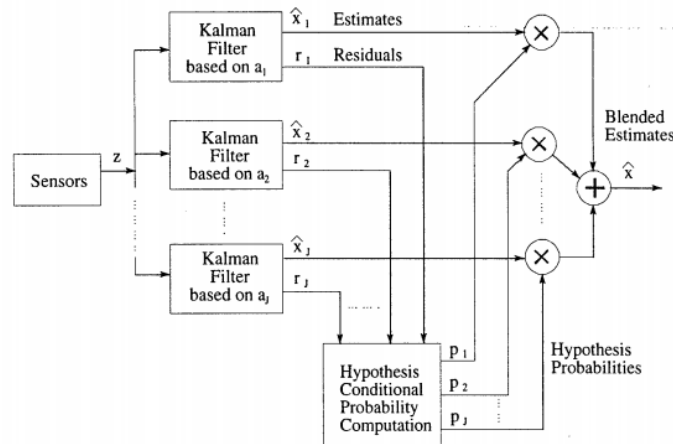 Kalman
Filter
based on a₁
x̂₁ Estimates
r₁ Residuals
Kalman
Filter
based on a₂
x̂₂
r₂
Sensors
z
Kalman
Filter
based on aJ
x̂J
rJ
Blended
Estimates
x̂
Hypothesis
Conditional
Probability
Computation
p₁
p₂
pJ
Hypothesis
Probabilities